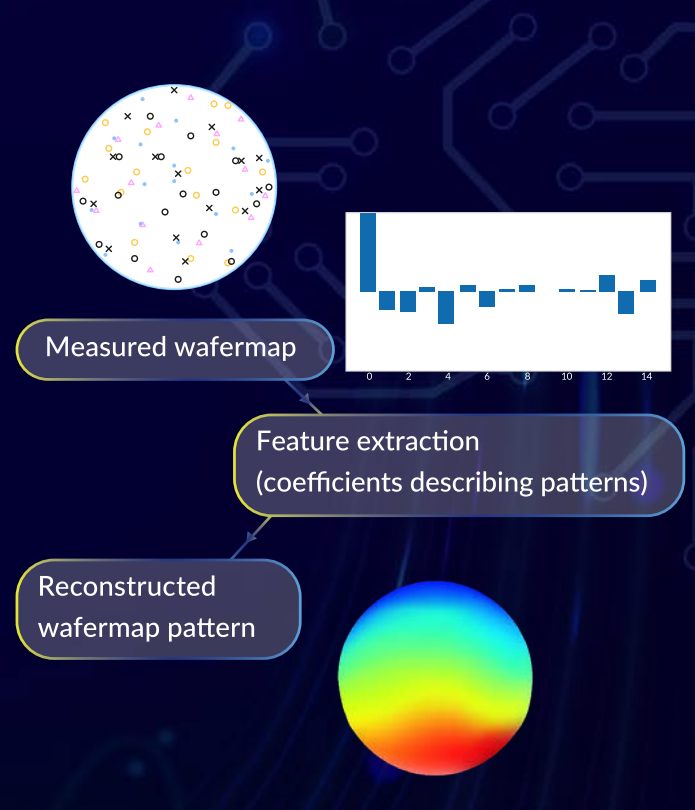 Measured wafermap
0 2 4 6 8 10 12 14
Feature extraction
(coefficients describing patterns)
Reconstructed
wafermap pattern